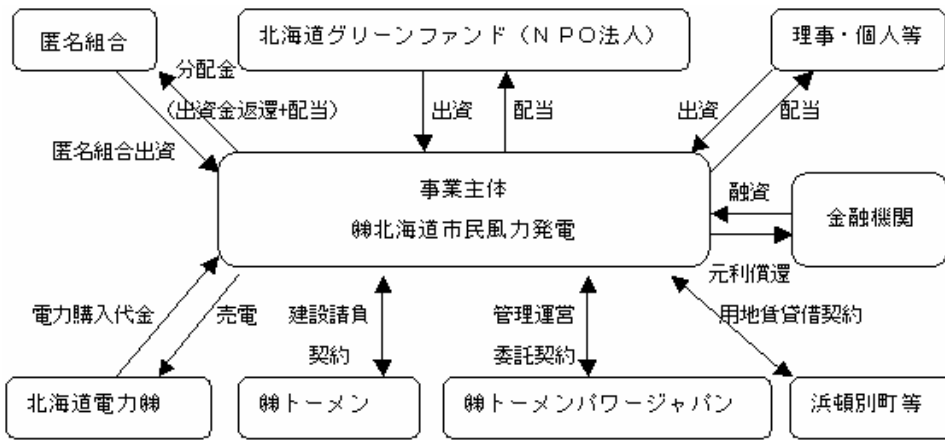 匿名組合
北海道グリーンファンド（ＮＰＯ法人）
理事・個人等
分配金
（出資金返還+配当）
出資
配当
出資
配当
匿名組合出資
事業主体
㈱北海道市民風力発電
融資
金融機関
元利償還
電力購入代金
売電
建設請負
契約
管理運営
委託契約
用地賃貸借契約
北海道電力㈱
㈱トーメン
㈱トーメンパワージャパン
浜頓別町等